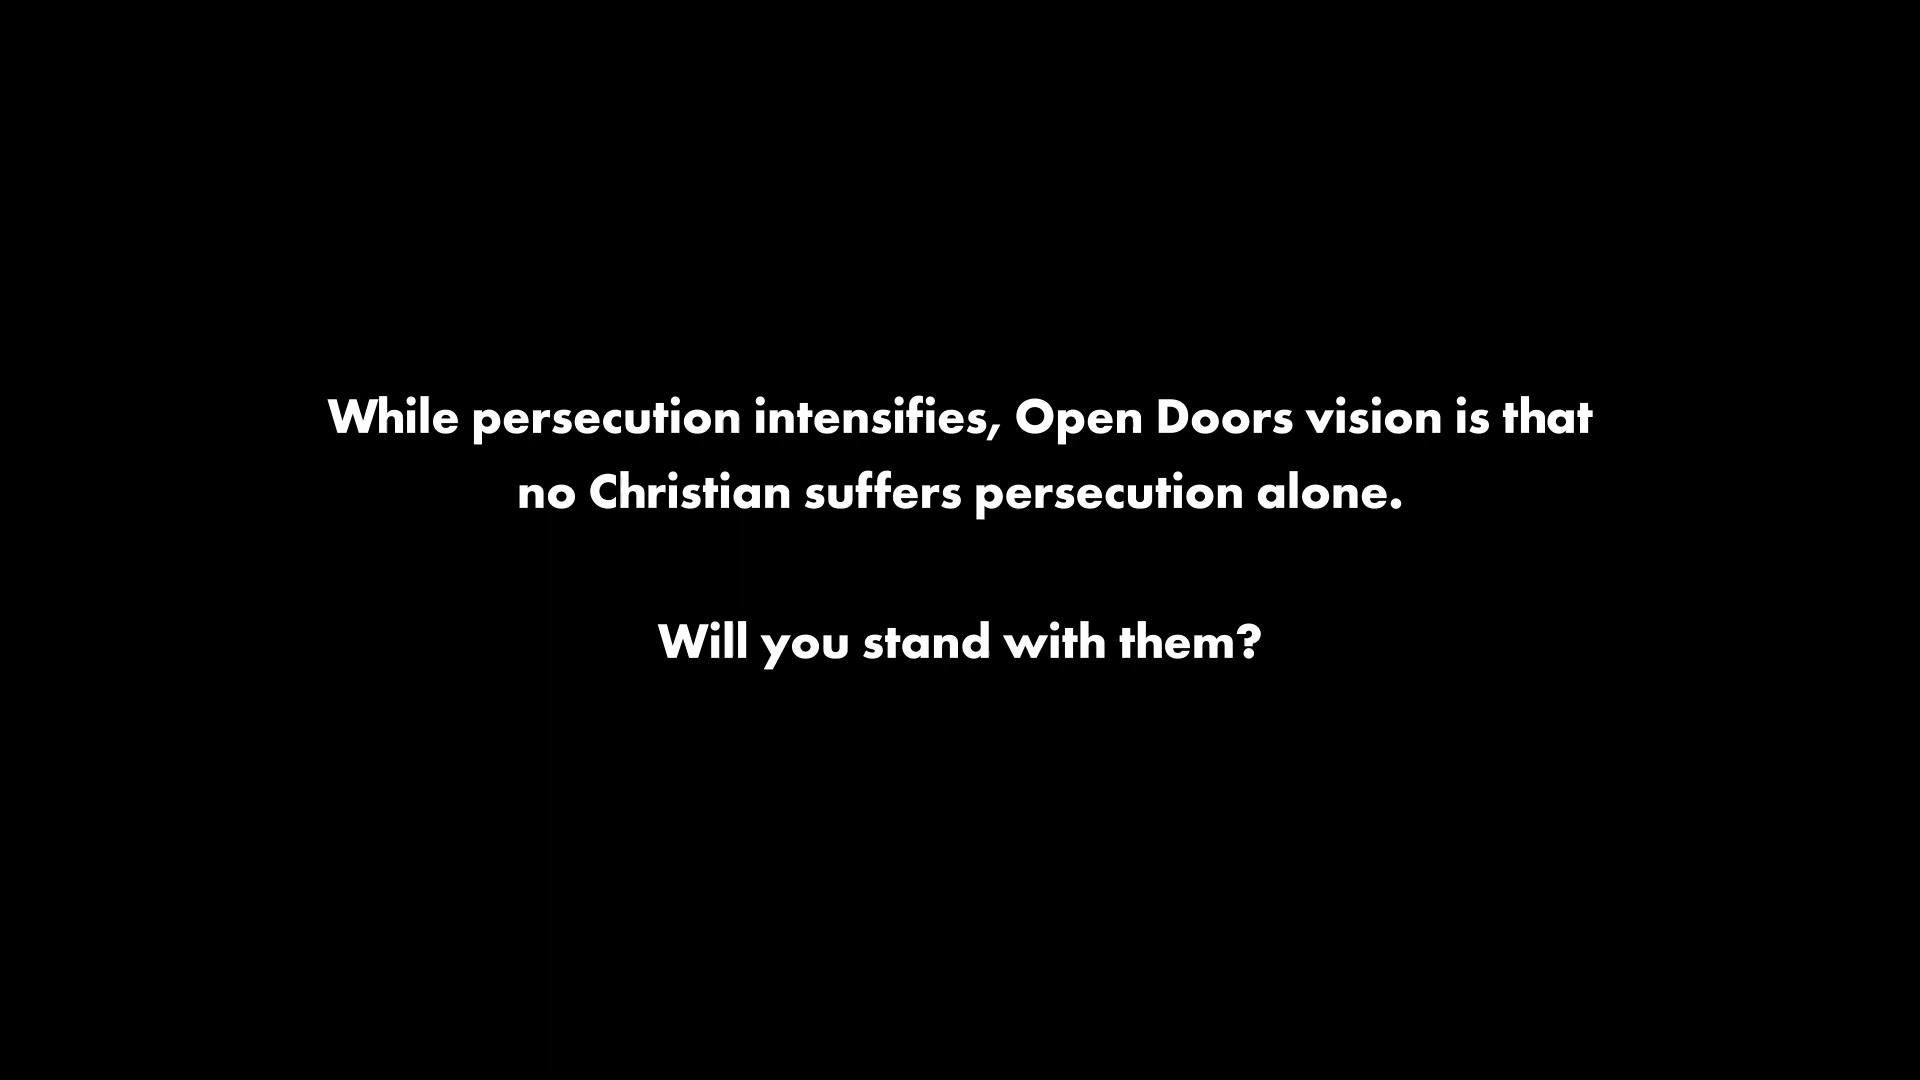 While persecution intensifies, Open Doors vision is that
no Christian suffers persecution alone.
Will you stand with them?